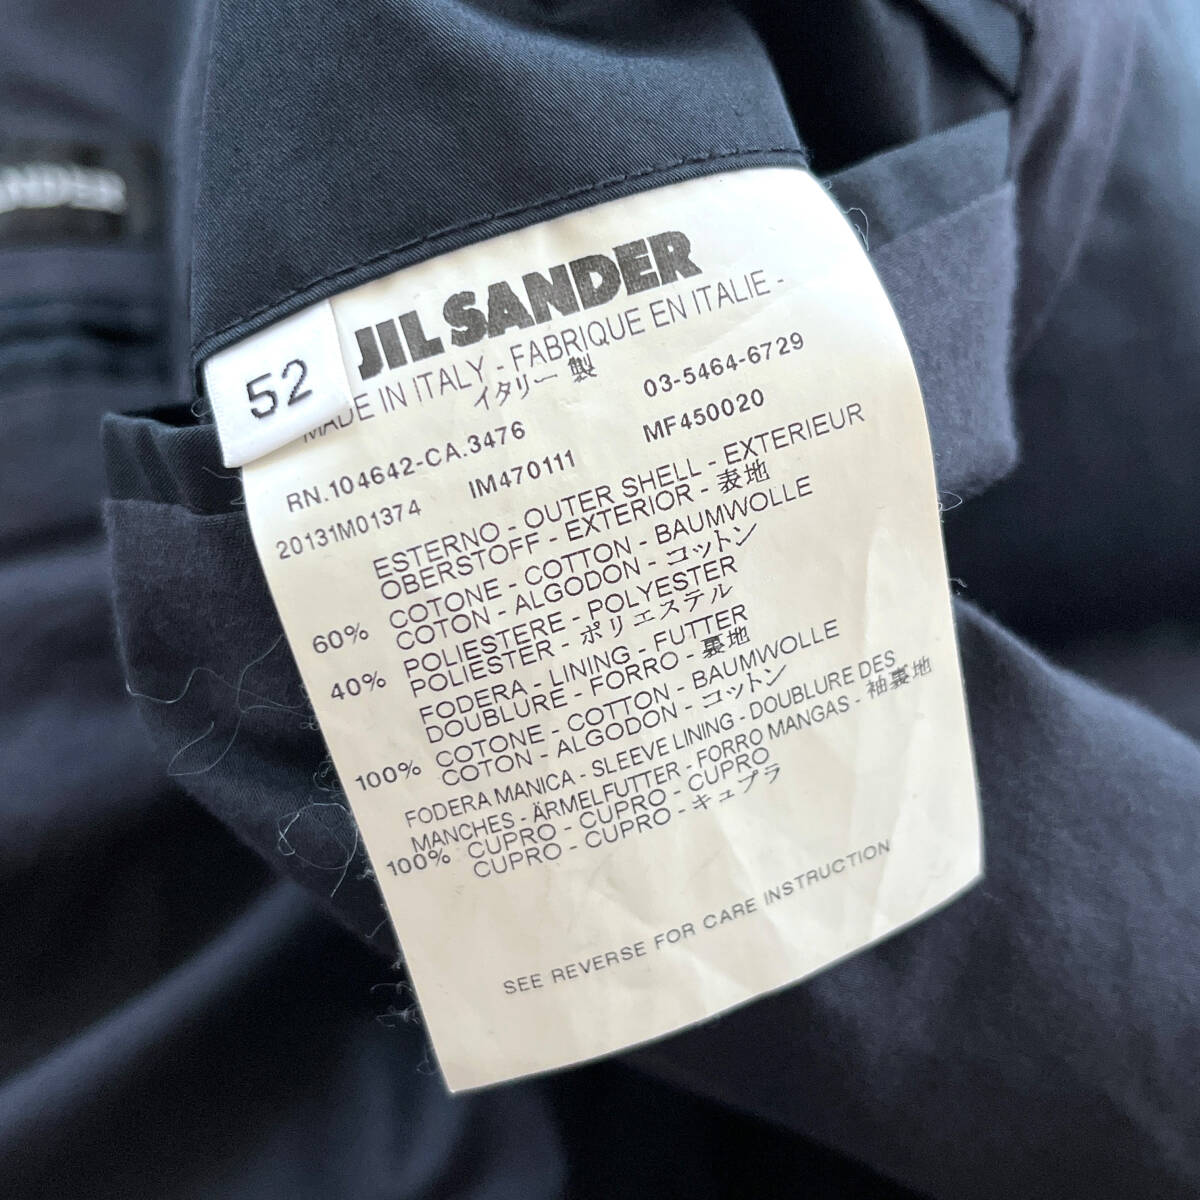 ANDER
52
JIL SANDER
MADE IN ITALY - FABRIQUE EN ITALIE -
イタリー 製
RN.104642-CA.3476 03-5464-6729
20131M01374 IM470111 MF450020
ESTERNO - OUTER SHELL - EXTERIEUR
OBERSTOFF - EXTERIOR - 表地
60% COTONE - COTTON - BAUMWOLLE
COTON - ALGODON - コットン
40% POLIESTERE - POLYESTER
POLIESTER - ポリエステル
FODERA - LINING - FUTTER
DOUBLURE - FORRO - 裏地
100% COTONE - COTTON - BAUMWOLLE
COTON - ALGODON - コットン
FODERA MANICA - SLEEVE LINING - DOUBLURE DES
MANCHES - ÄRMELFUTTER - FORRO MANGAS - 袖裏地
100% CUPRO - CUPRO - CUPRO
CUPRO - CUPRO - キュプラ
SEE REVERSE FOR CARE INSTRUCTION